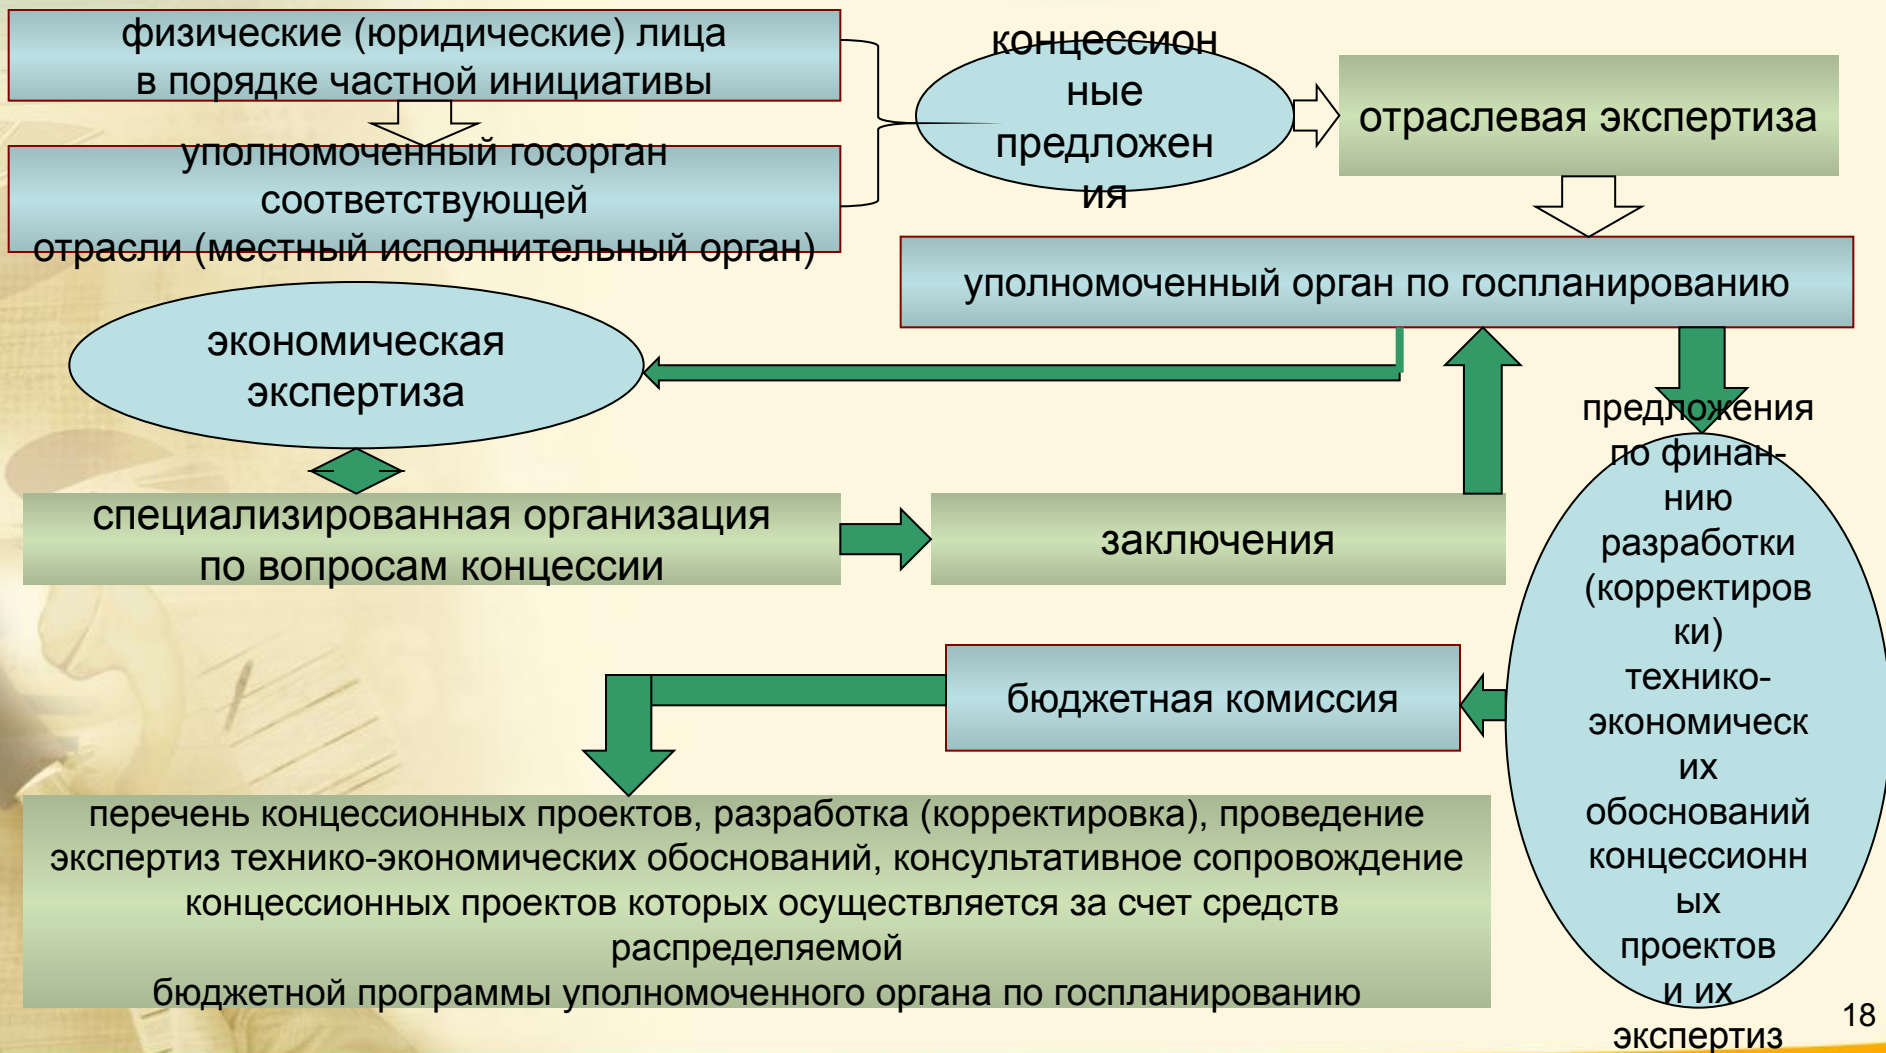 физические (юридические) лица
в порядке частной инициативы
уполномоченный госорган
соответствующей
отрасли (местный исполнительный орган)
концессион
ные
предложен
ия
отраслевая экспертиза
уполномоченный орган по госпланированию
экономическая
экспертиза
специализированная организация
по вопросам концессии
заключения
предложения
по финан-
нию
разработки
(корректиров
ки)
технико-
экономическ
их
обоснований
концессионн
ых
проектов
и их
экспертиз
бюджетная комиссия
перечень концессионных проектов, разработка (корректировка), проведение
экспертиз технико-экономических обоснований, консультативное сопровождение
концессионных проектов которых осуществляется за счет средств
распределяемой
бюджетной программы уполномоченного органа по госпланированию
18